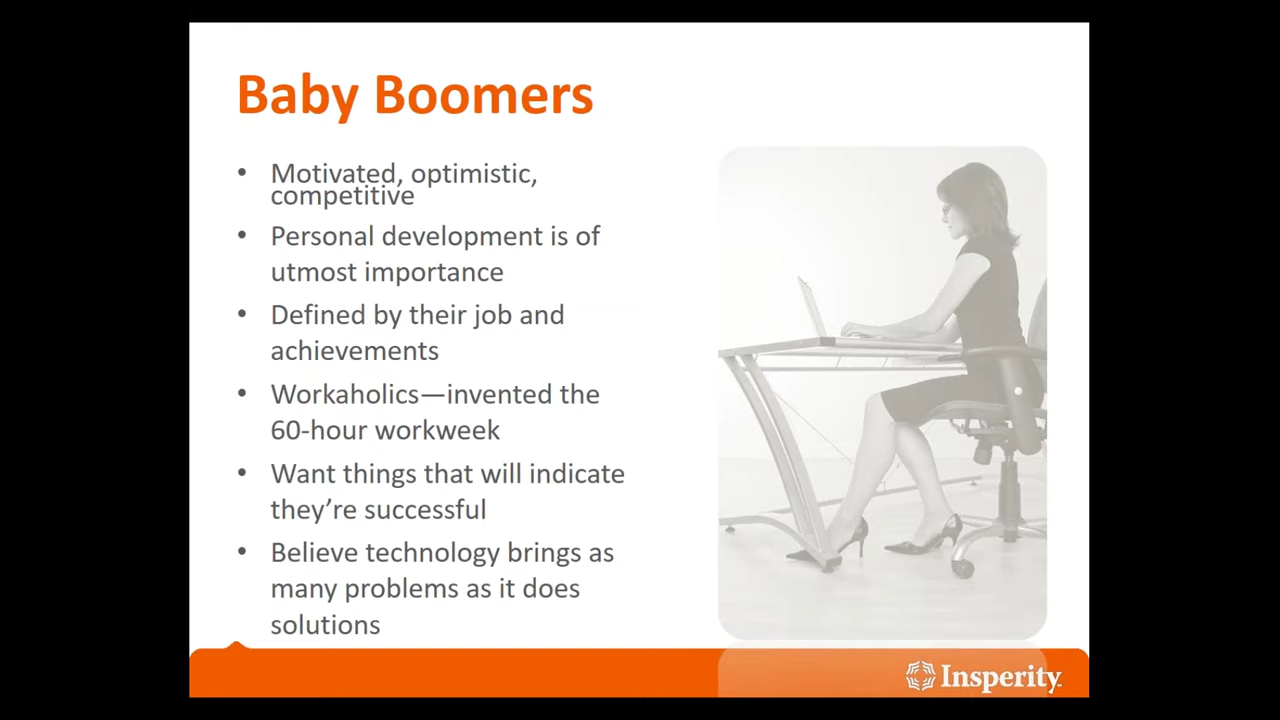 Baby Boomers
• Motivated, optimistic,
competitive
• Personal development is of
utmost importance
• Defined by their job and
achievements
• Workaholics—invented the
60-hour workweek
• Want things that will indicate
they’re successful
• Believe technology brings as
many problems as it does
solutions
Insperity